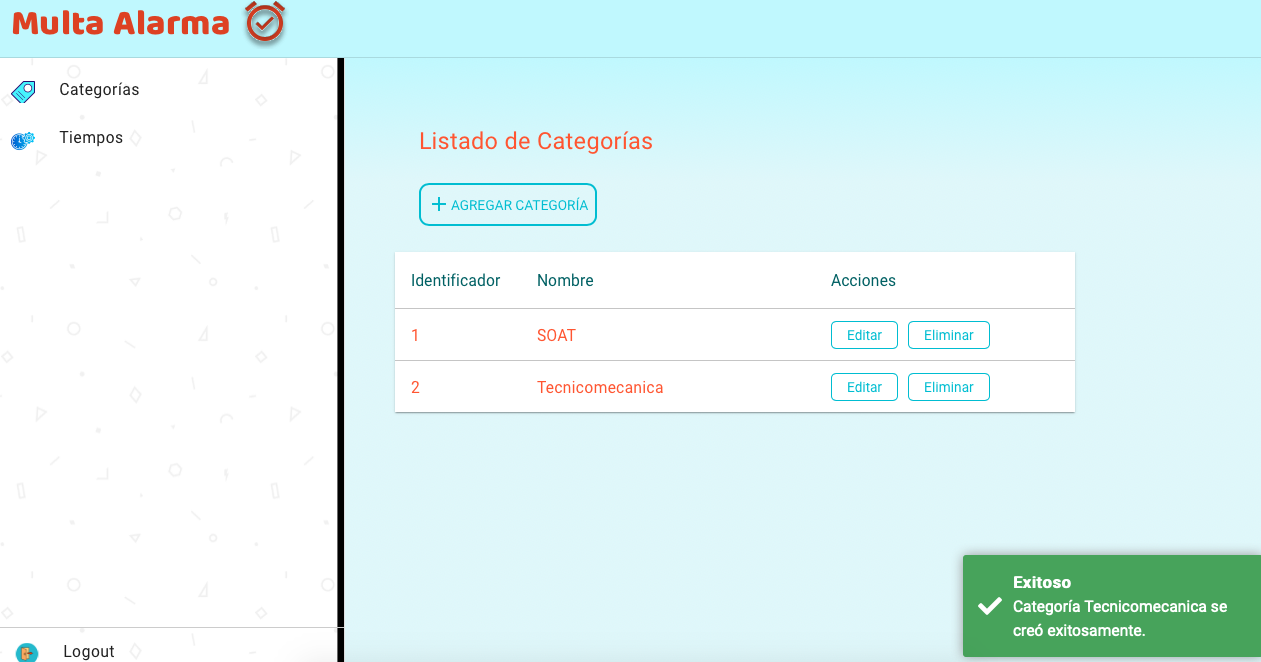 Multa Alarma
Categorías
Tiempos
Listado de Categorías
AGREGAR CATEGORÍA
Identificador Nombre Acciones
1 SOAT Editar Eliminar
2 Tecnicomecanica Editar Eliminar
Exitoso
Categoría Tecnicomecanica se
creó exitosamente.
Logout